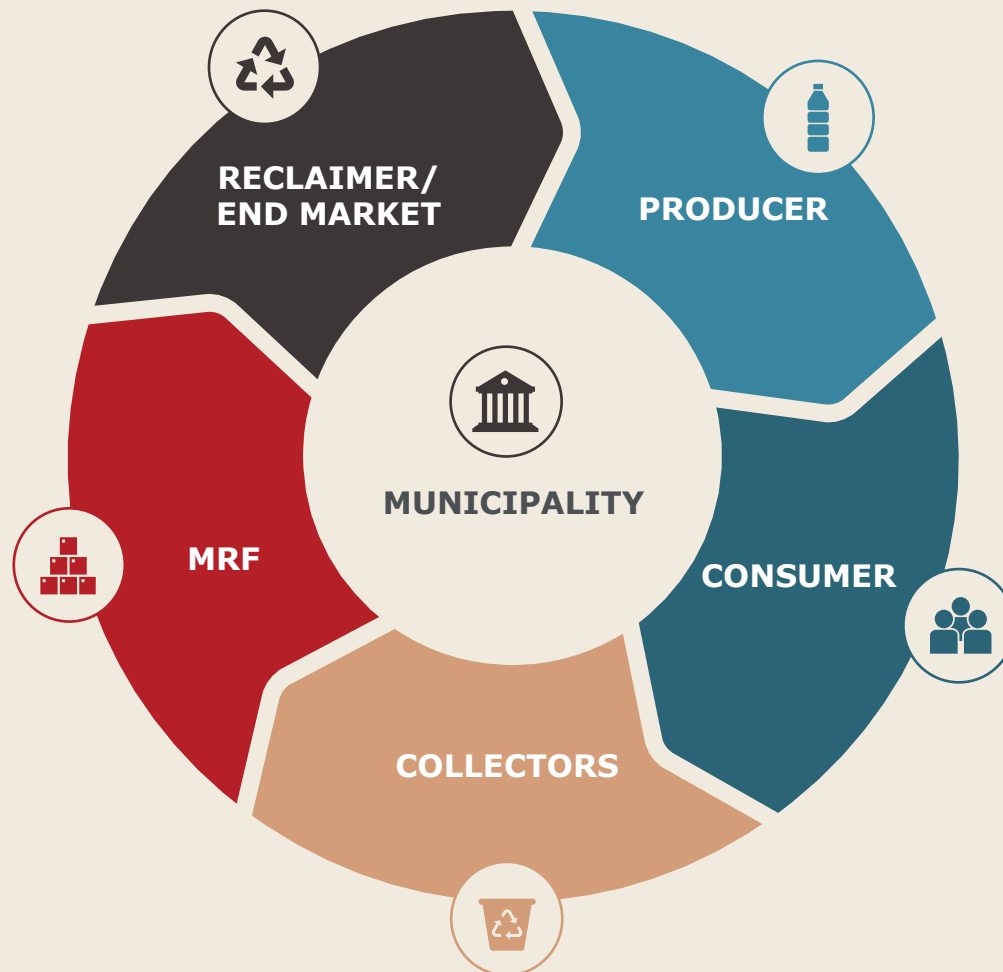 RECLAIMER/
END MARKET
PRODUCER
MUNICIPALITY
MRF
CONSUMER
COLLECTORS